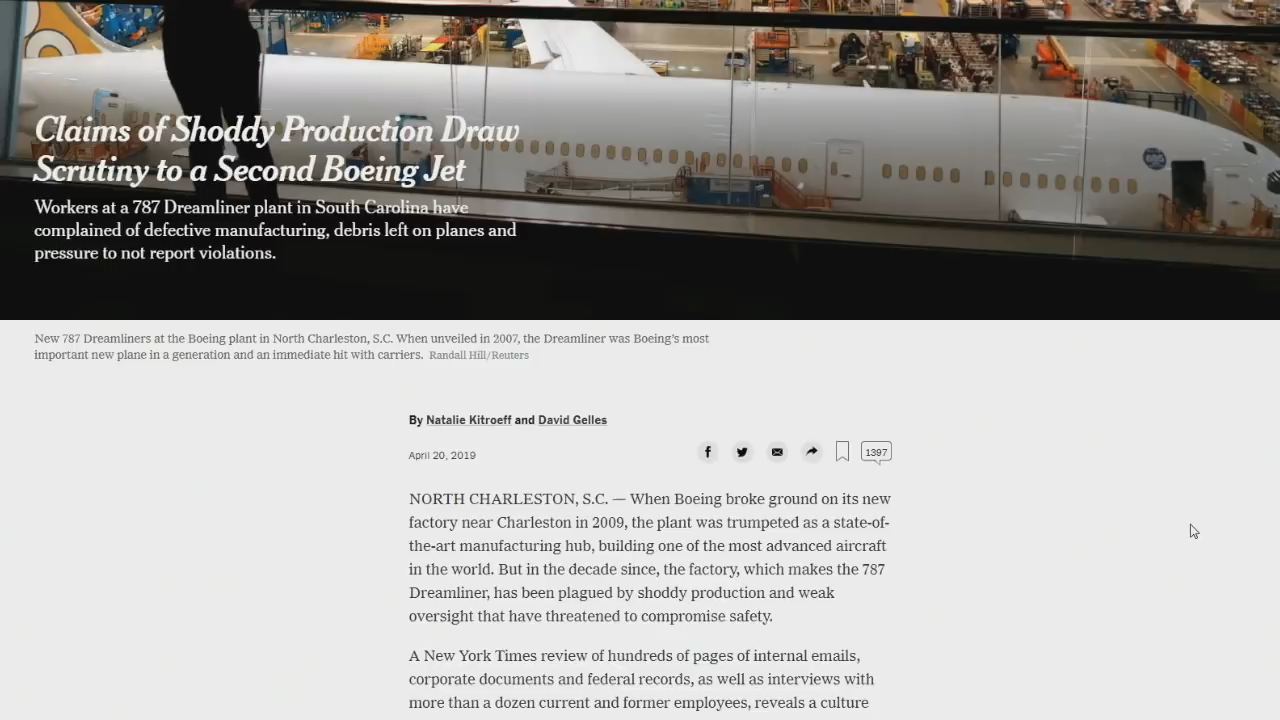 Claims of Shoddy Production Draw
Scrutiny to a Second Boeing Jet
Workers at a 787 Dreamliner plant in South Carolina have
complained of defective manufacturing, debris left on planes and
pressure to not report violations.
New 787 Dreamliners at the Boeing plant in North Charleston, S.C. When unveiled in 2007, the Dreamliner was Boeing's most
important new plane in a generation and an immediate hit with carriers. Randall Hill/Reuters
By Natalie Kitroeff and David Gelles
April 20, 2019
1397
NORTH CHARLESTON, S.C. — When Boeing broke ground on its new
factory near Charleston in 2009, the plant was trumpeted as a state-of-
the-art manufacturing hub, building one of the most advanced aircraft
in the world. But in the decade since, the factory, which makes the 787
Dreamliner, has been plagued by shoddy production and weak
oversight that have threatened to compromise safety.
A New York Times review of hundreds of pages of internal emails,
corporate documents and federal records, as well as interviews with
more than a dozen current and former employees, reveals a culture